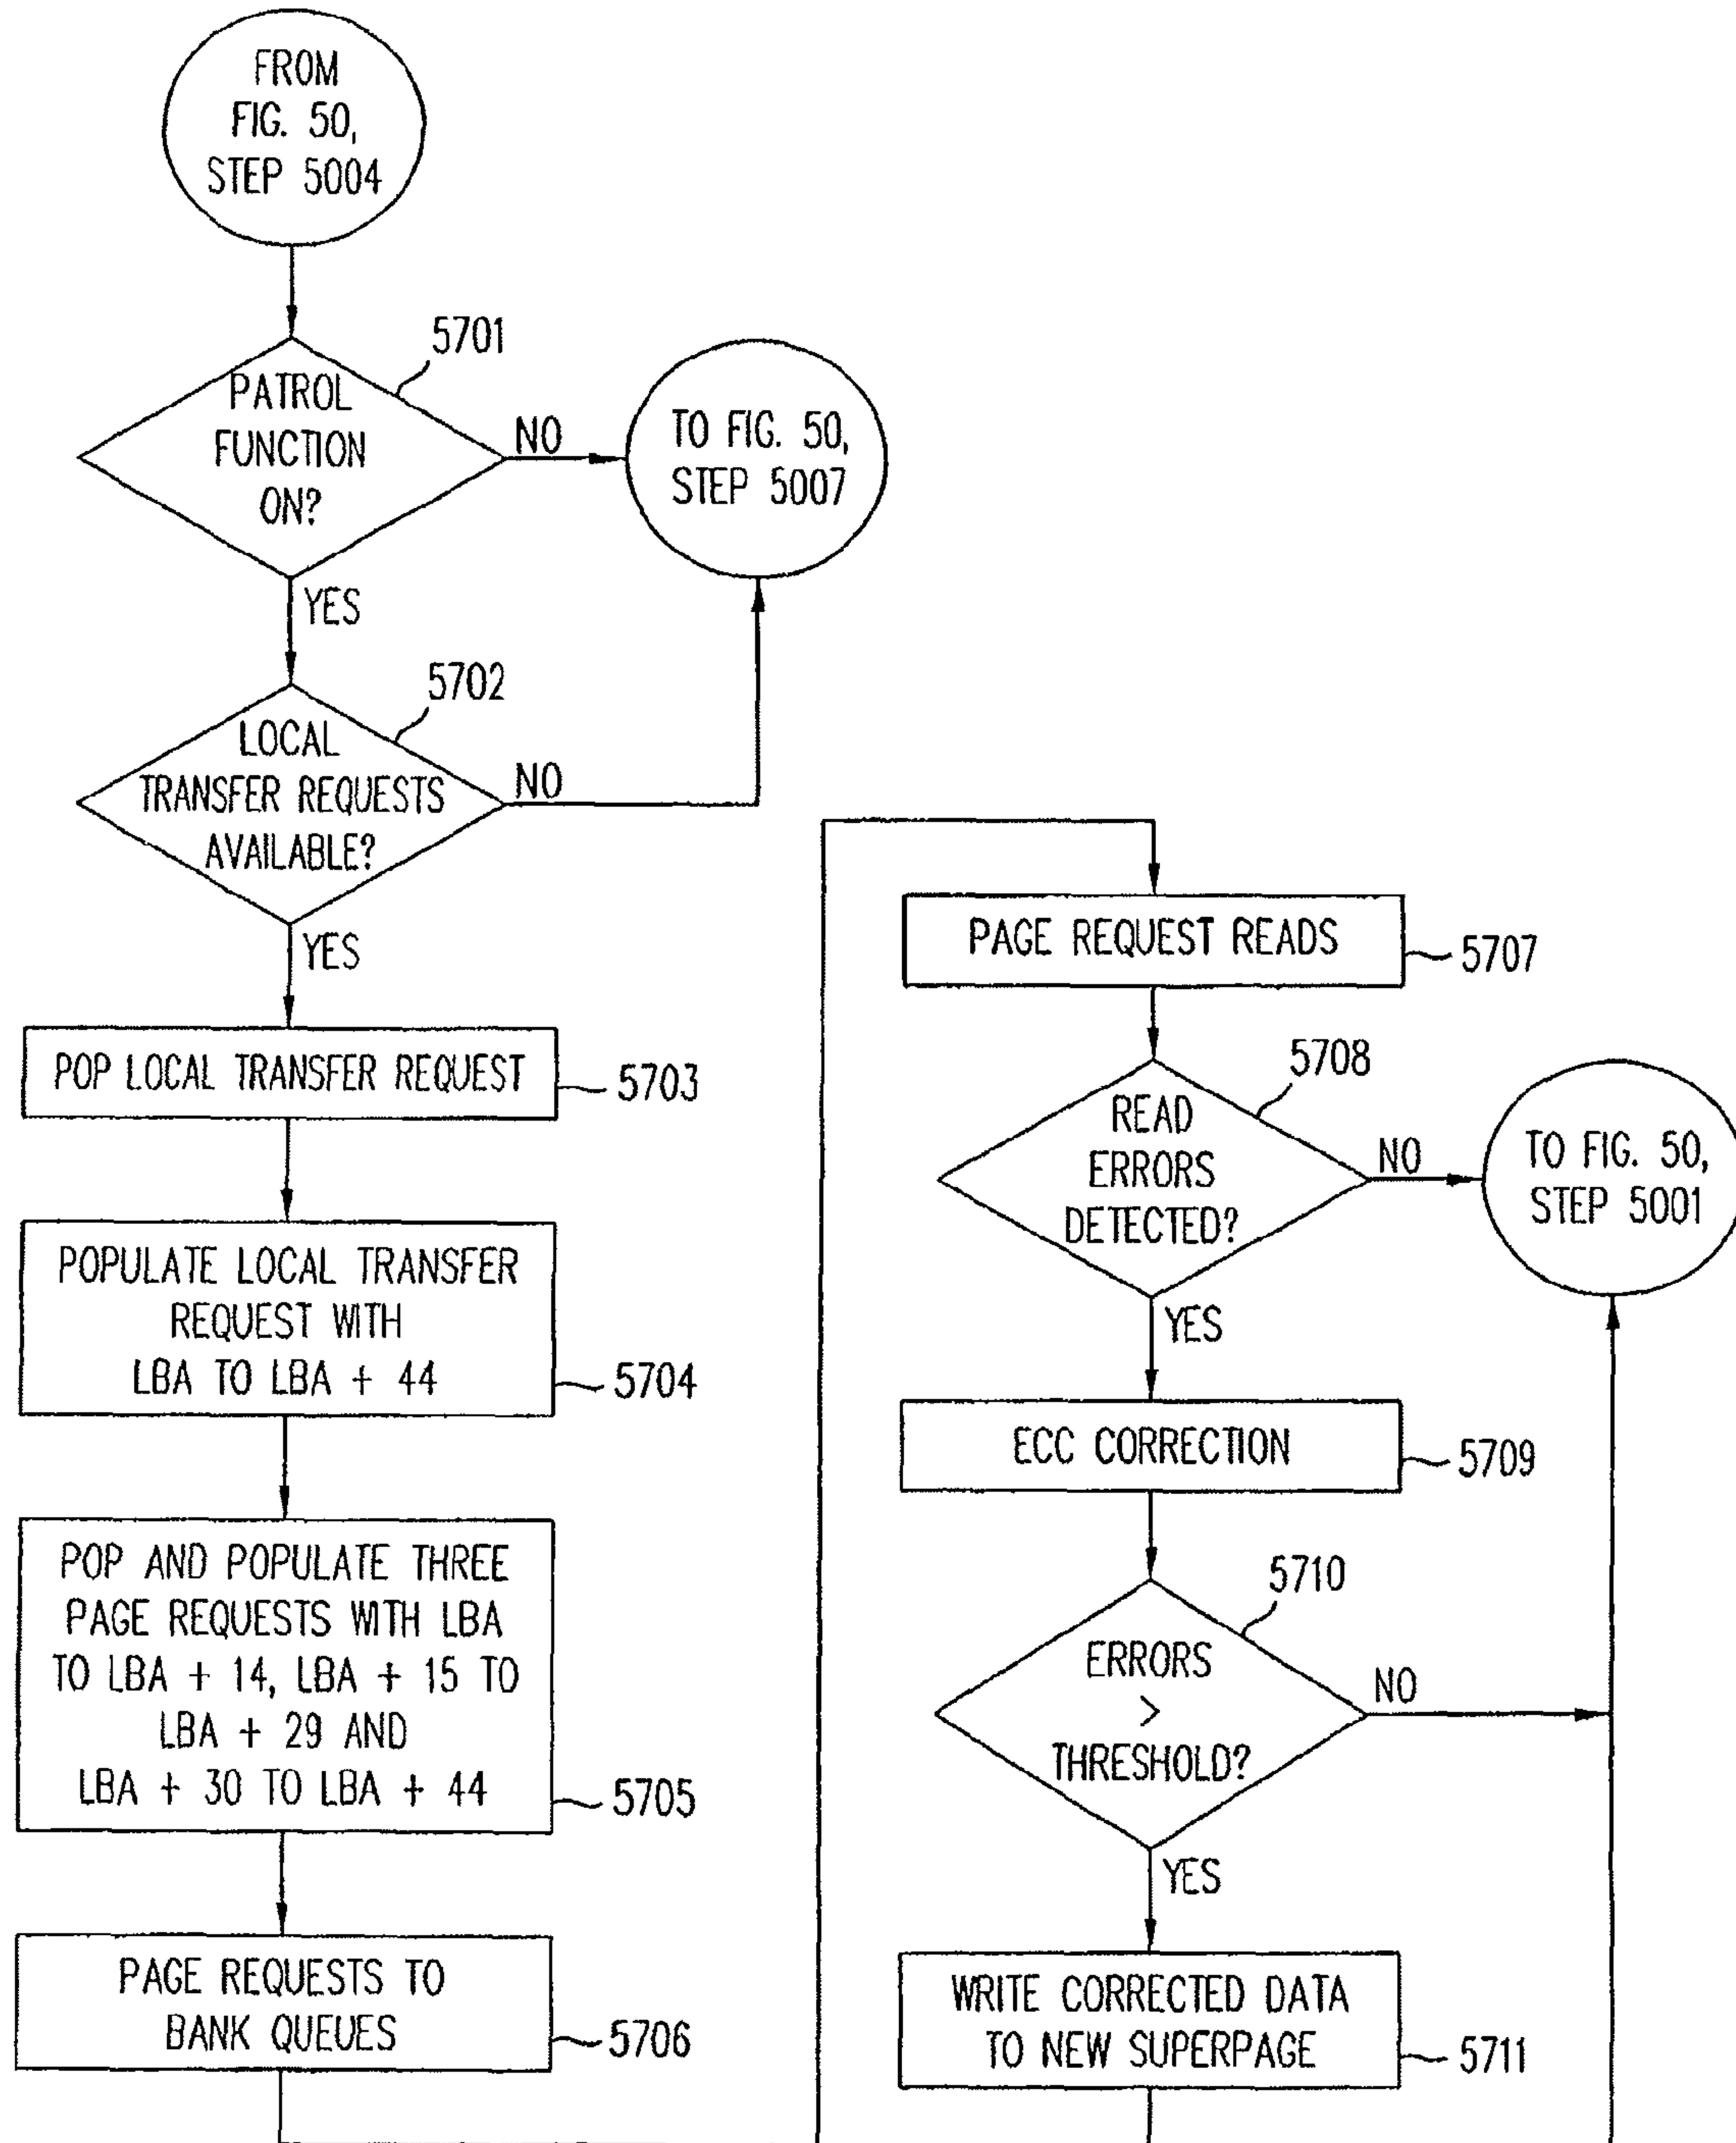 FROM
FIG. 50,
STEP 5004
5701
PATROL
FUNCTION
ON?
NO
TO FIG. 50,
STEP 5007
YES
5702
LOCAL
TRANSFER REQUESTS
AVAILABLE?
NO
YES
POP LOCAL TRANSFER REQUEST
5703
POPULATE LOCAL TRANSFER
REQUEST WITH
LBA TO LBA + 44
5704
POP AND POPULATE THREE
PAGE REQUESTS WITH LBA
TO LBA + 14, LBA + 15 TO
LBA + 29 AND
LBA + 30 TO LBA + 44
5705
PAGE REQUESTS TO
BANK QUEUES
5706
PAGE REQUEST READS
5707
5708
READ
ERRORS
DETECTED?
NO
TO FIG. 50,
STEP 5001
YES
ECC CORRECTION
5709
5710
ERRORS
>
THRESHOLD?
NO
YES
WRITE CORRECTED DATA
TO NEW SUPERPAGE
5711